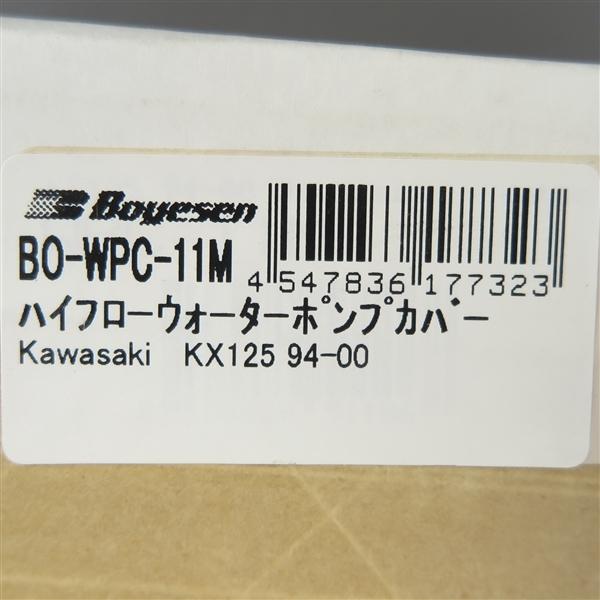 Boyesen
BO-WPC-11M
4 547836 177323
ハイフローウォーターポンプカバー
Kawasaki KX125 94-00